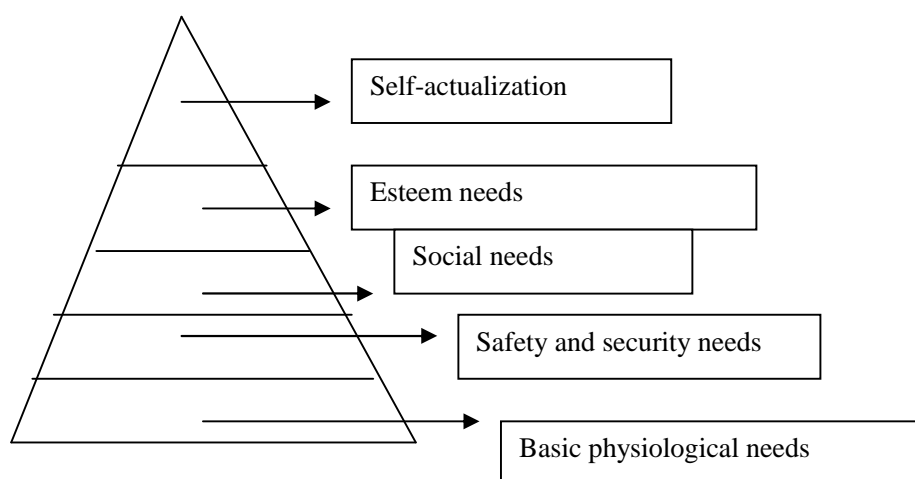 Self-actualization
Esteem needs
Social needs
Safety and security needs
Basic physiological needs